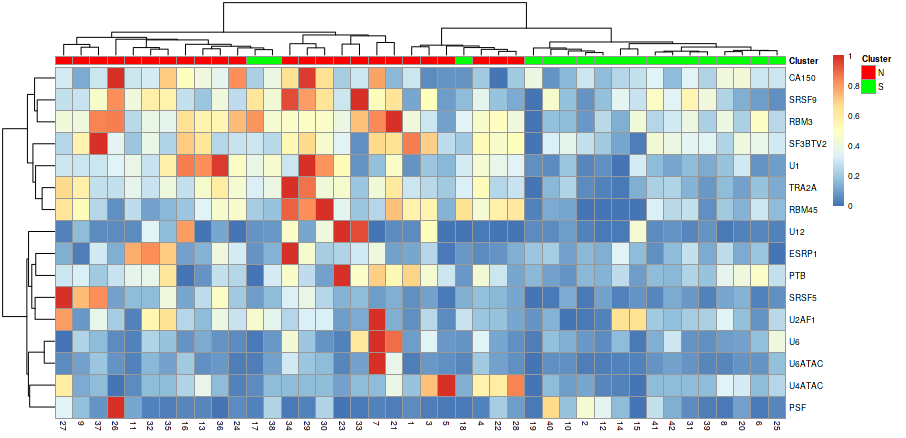 Cluster
CA150
SRSF9
RBM3
SF3BTV2
U1
TRA2A
RBM45
U12
ESRP1
PTB
SRSF5
U2AF1
U6
U6ATAC
U4ATAC
PSF
27 9 37 26 11 32 35 16 13 36 24 17 38 34 29 30 23 33 7 21 1 3 5 18 4 22 28 19 40 10 2 12 14 15 41 42 31 39 8 20 6 25
1
0.8
0.6
0.4
0.2
0
Cluster
N
S